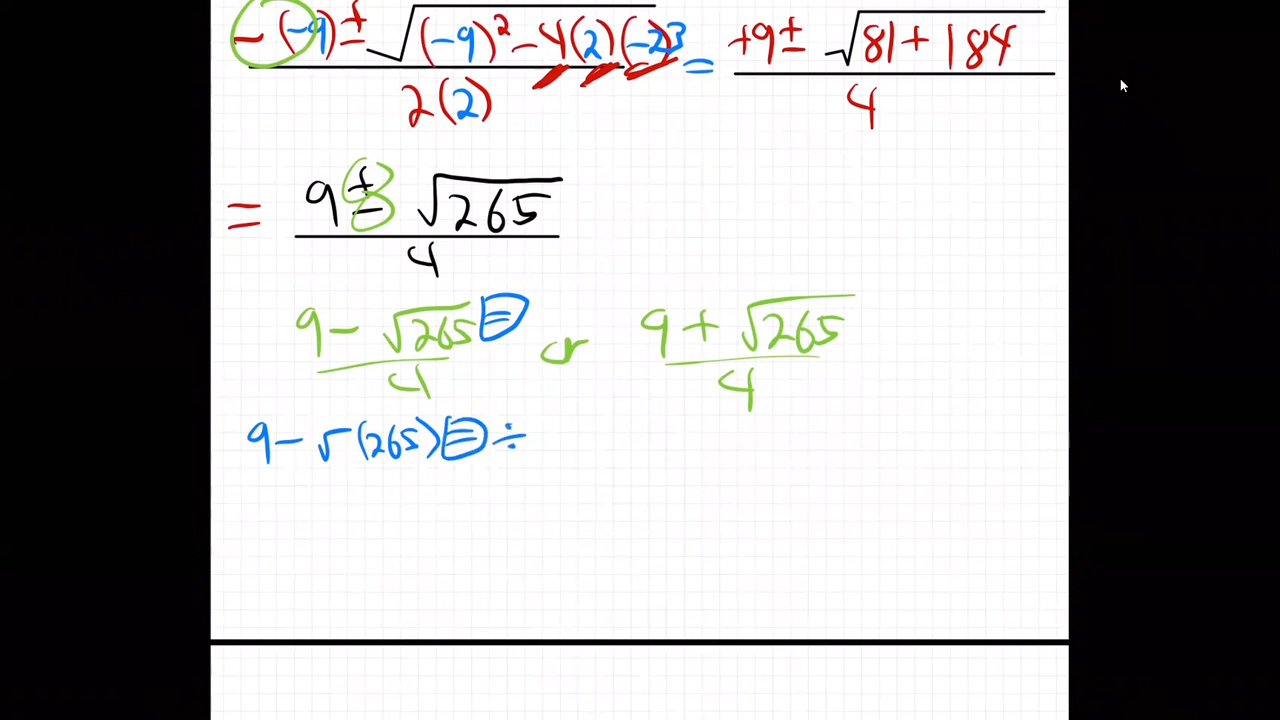 -(-9) ± √((-9)² - 4(2)(-23)) / 2(2) = +9 ± √(81 + 184) / 4
= 9 ± √265 / 4
9 - √265 / 4 = or 9 + √265 / 4
9 - √(265) = ÷